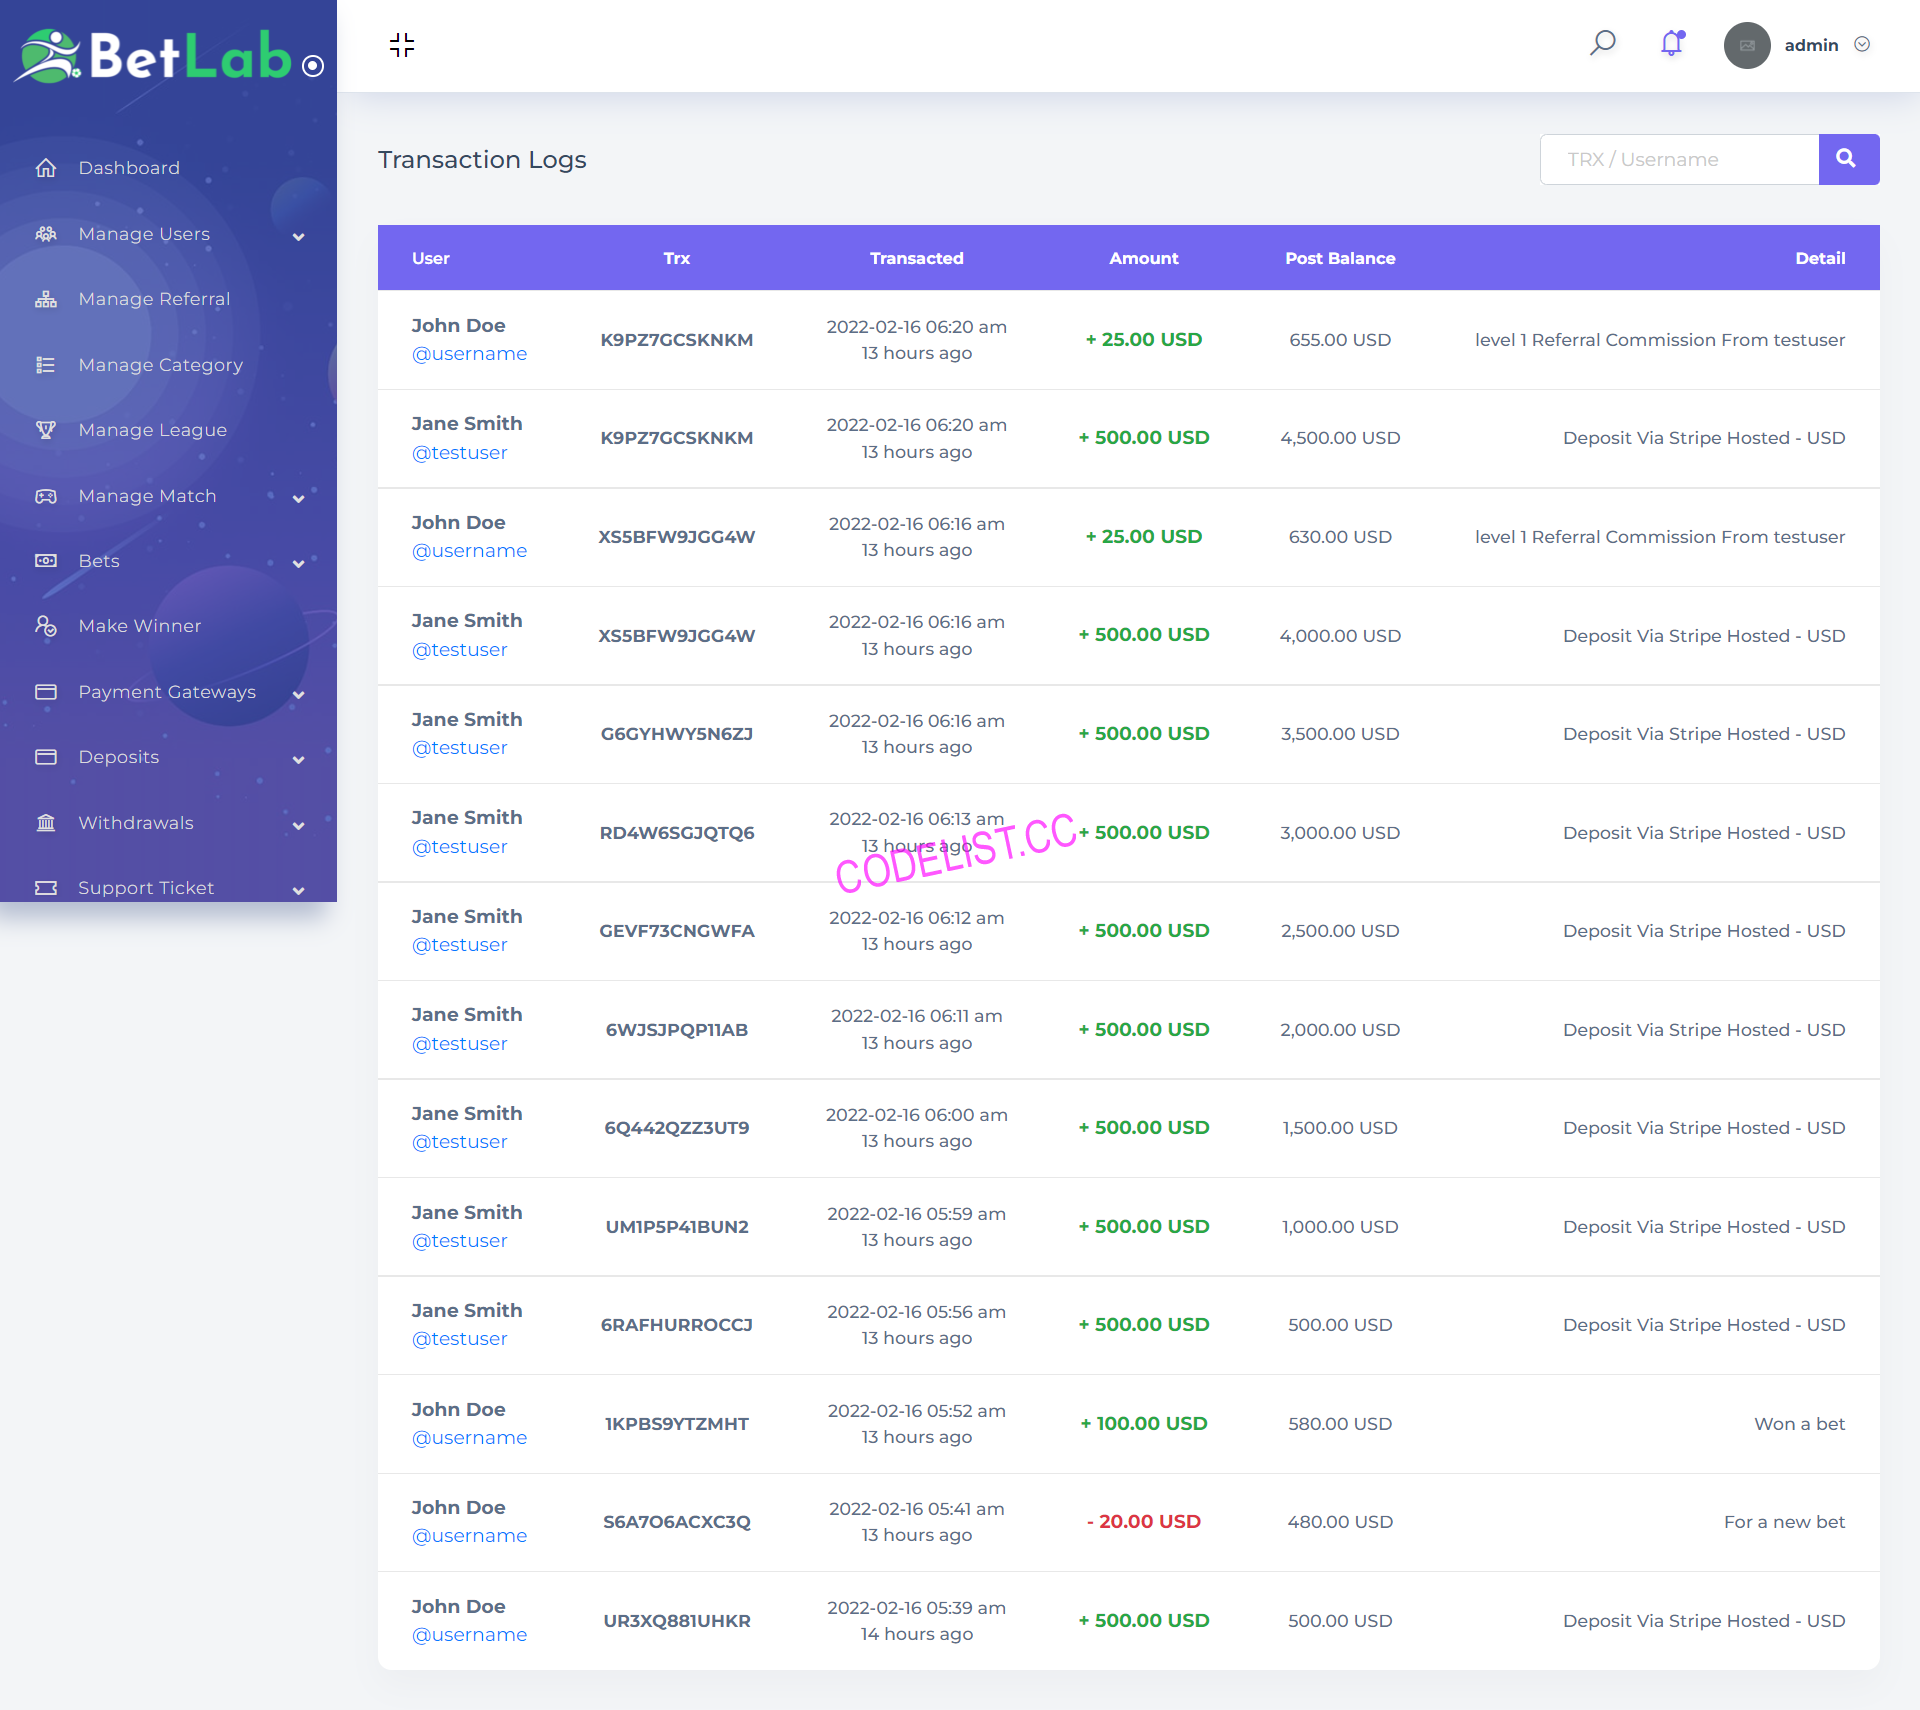 BetLab
admin
Dashboard
Manage Users
Manage Referral
Manage Category
Manage League
Manage Match
Bets
Make Winner
Payment Gateways
Deposits
Withdrawals
Support Ticket
Transaction Logs
TRX / Username
User Trx Transacted Amount Post Balance Detail
John Doe
@username K9PZ7GCSKNKM 2022-02-16 06:20 am
13 hours ago + 25.00 USD 655.00 USD level 1 Referral Commission From testuser
Jane Smith
@testuser K9PZ7GCSKNKM 2022-02-16 06:20 am
13 hours ago + 500.00 USD 4,500.00 USD Deposit Via Stripe Hosted - USD
John Doe
@username XS5BFW9JGG4W 2022-02-16 06:16 am
13 hours ago + 25.00 USD 630.00 USD level 1 Referral Commission From testuser
Jane Smith
@testuser XS5BFW9JGG4W 2022-02-16 06:16 am
13 hours ago + 500.00 USD 4,000.00 USD Deposit Via Stripe Hosted - USD
Jane Smith
@testuser G6GYHWY5N6ZJ 2022-02-16 06:16 am
13 hours ago + 500.00 USD 3,500.00 USD Deposit Via Stripe Hosted - USD
Jane Smith
@testuser RD4W6SGJQTQ6 2022-02-16 06:13 am
13 hours ago + 500.00 USD 3,000.00 USD Deposit Via Stripe Hosted - USD
CODELIST.CC
Jane Smith
@testuser GEVF73CNGWFA 2022-02-16 06:12 am
13 hours ago + 500.00 USD 2,500.00 USD Deposit Via Stripe Hosted - USD
Jane Smith
@testuser 6WJSJPQP11AB 2022-02-16 06:11 am
13 hours ago + 500.00 USD 2,000.00 USD Deposit Via Stripe Hosted - USD
Jane Smith
@testuser 6Q442QZZ3UT9 2022-02-16 06:00 am
13 hours ago + 500.00 USD 1,500.00 USD Deposit Via Stripe Hosted - USD
Jane Smith
@testuser UM1P5P41BUN2 2022-02-16 05:59 am
13 hours ago + 500.00 USD 1,000.00 USD Deposit Via Stripe Hosted - USD
Jane Smith
@testuser 6RAFHURROCCJ 2022-02-16 05:56 am
13 hours ago + 500.00 USD 500.00 USD Deposit Via Stripe Hosted - USD
John Doe
@username 1KPBS9YTZMHT 2022-02-16 05:52 am
13 hours ago + 100.00 USD 580.00 USD Won a bet
John Doe
@username S6A7O6ACXC3Q 2022-02-16 05:41 am
13 hours ago - 20.00 USD 480.00 USD For a new bet
John Doe
@username UR3XQ881UHKR 2022-02-16 05:39 am
14 hours ago + 500.00 USD 500.00 USD Deposit Via Stripe Hosted - USD